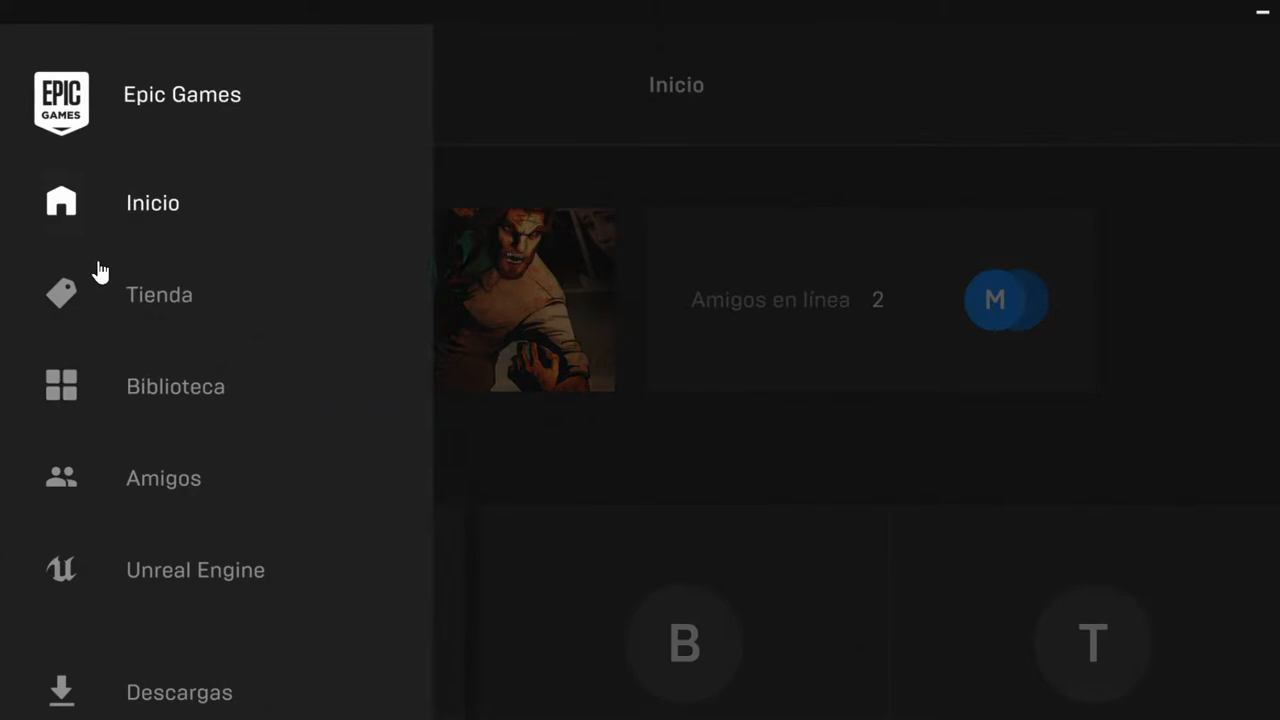 EPIC
GAMES
Epic Games
Inicio
Inicio
Tienda
Amigos en línea 2
M
Biblioteca
Amigos
Unreal Engine
B
T
Descargas